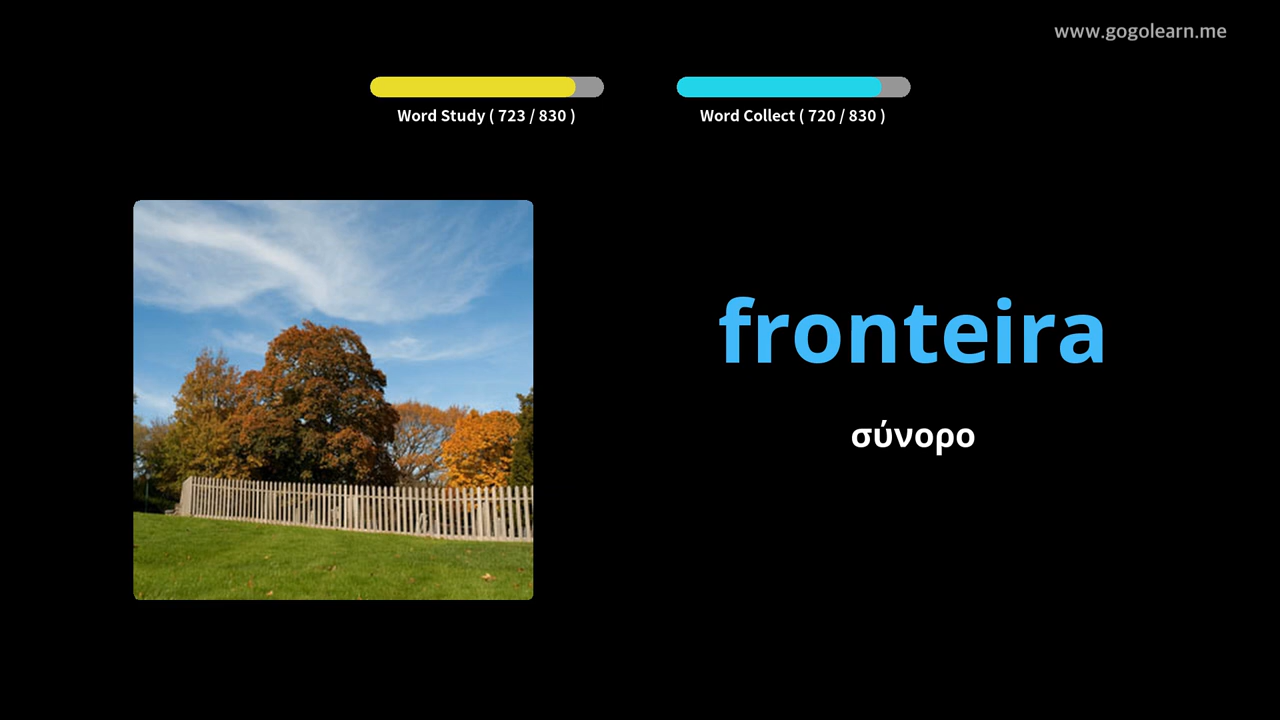 www.gogolearn.me
Word Study ( 723 / 830 )
Word Collect ( 720 / 830 )
fronteira
σύνορο